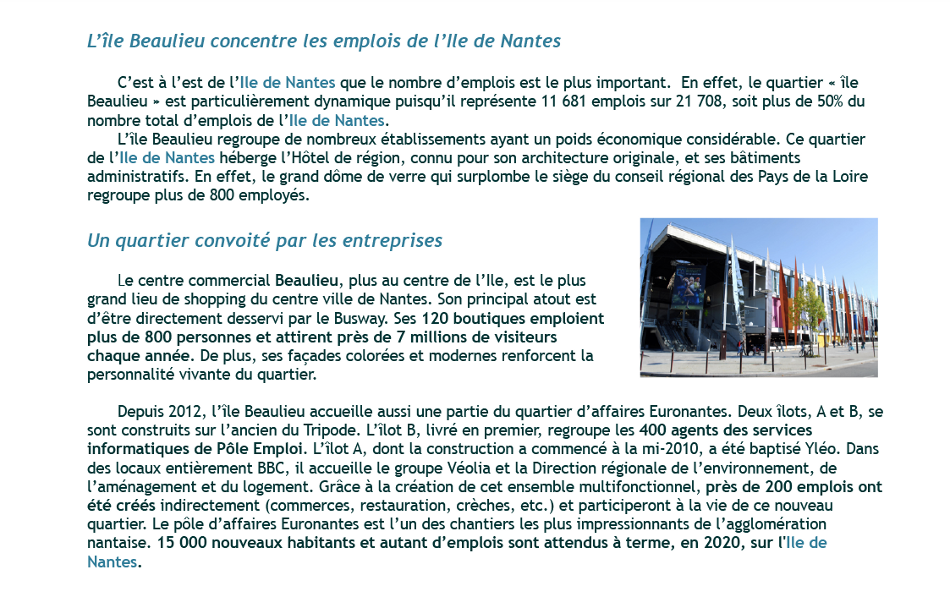 L’île Beaulieu concentre les emplois de l’Ile de Nantes
C’est à l’est de l’Ile de Nantes que le nombre d’emplois est le plus important. En effet, le quartier « île
Beaulieu » est particulièrement dynamique puisqu’il représente 11 681 emplois sur 21 708, soit plus de 50% du
nombre total d’emplois de l’Ile de Nantes.
L’île Beaulieu regroupe de nombreux établissements ayant un poids économique considérable. Ce quartier
de l’Ile de Nantes héberge l’Hôtel de région, connu pour son architecture originale, et ses bâtiments
administratifs. En effet, le grand dôme de verre qui surplombe le siège du conseil régional des Pays de la Loire
regroupe plus de 800 employés.
Un quartier convoité par les entreprises
Le centre commercial Beaulieu, plus au centre de l’Ile, est le plus
grand lieu de shopping du centre ville de Nantes. Son principal atout est
d’être directement desservi par le Busway. Ses 120 boutiques emploient
plus de 800 personnes et attirent près de 7 millions de visiteurs
chaque année. De plus, ses façades colorées et modernes renforcent la
personnalité vivante du quartier.
Depuis 2012, l’île Beaulieu accueille aussi une partie du quartier d’affaires Euronantes. Deux îlots, A et B, se
sont construits sur l’ancien du Tripode. L’îlot B, livré en premier, regroupe les 400 agents des services
informatiques de Pôle Emploi. L’îlot A, dont la construction a commencé à la mi-2010, a été baptisé Yléo. Dans
des locaux entièrement BBC, il accueille le groupe Véolia et la Direction régionale de l’environnement, de
l’aménagement et du logement. Grâce à la création de cet ensemble multifonctionnel, près de 200 emplois ont
été créés indirectement (commerces, restauration, crèches, etc.) et participeront à la vie de ce nouveau
quartier. Le pôle d’affaires Euronantes est l’un des chantiers les plus impressionnants de l’agglomération
nantaise. 15 000 nouveaux habitants et autant d’emplois sont attendus à terme, en 2020, sur l'Ile de
Nantes.